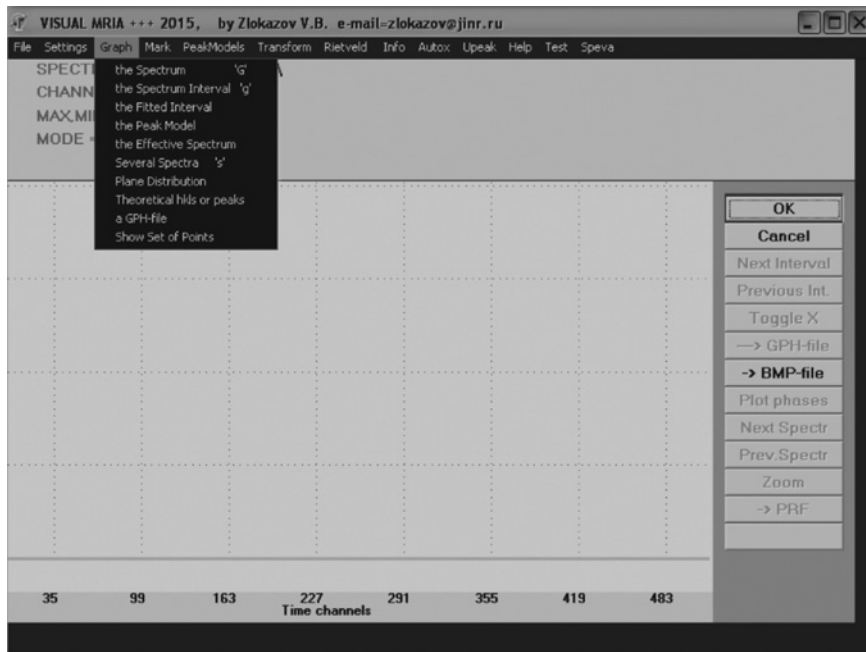 VISUAL MRIA +++ 2015, by Zlokazov V.B. e-mail=zlokazov@jinr.ru
File Settings Graph Mark PeakModels Transform Rietveld Info Autox Upeak Help Test Speva
SPECT
CHANN
MAX,MI
MODE =
the Spectrum 'G'
the Spectrum Interval 'g'
the Fitted Interval
the Peak Model
the Effective Spectrum
Several Spectra 's'
Plane Distribution
Theoretical hkls or peaks
a GPH-file
Show Set of Points
OK
Cancel
Next Interval
Previous Int.
Toggle X
—> GPH-file
-> BMP-file
Plot phases
Next Spectr
Prev.Spectr
Zoom
-> PRF
35 99 163 227 291 355 419 483
Time channels